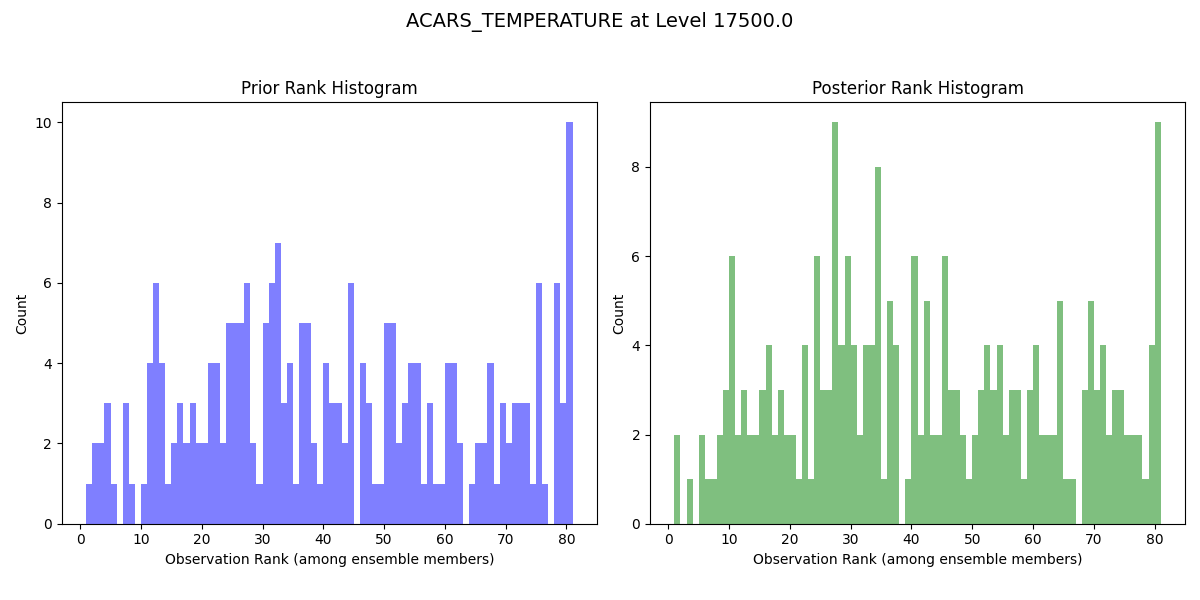 ACARS_TEMPERATURE at Level 17500.0
Prior Rank Histogram
Count
10
8
6
4
2
0
0 10 20 30 40 50 60 70 80
Observation Rank (among ensemble members)
Posterior Rank Histogram
Count
8
6
4
2
0
0 10 20 30 40 50 60 70 80
Observation Rank (among ensemble members)